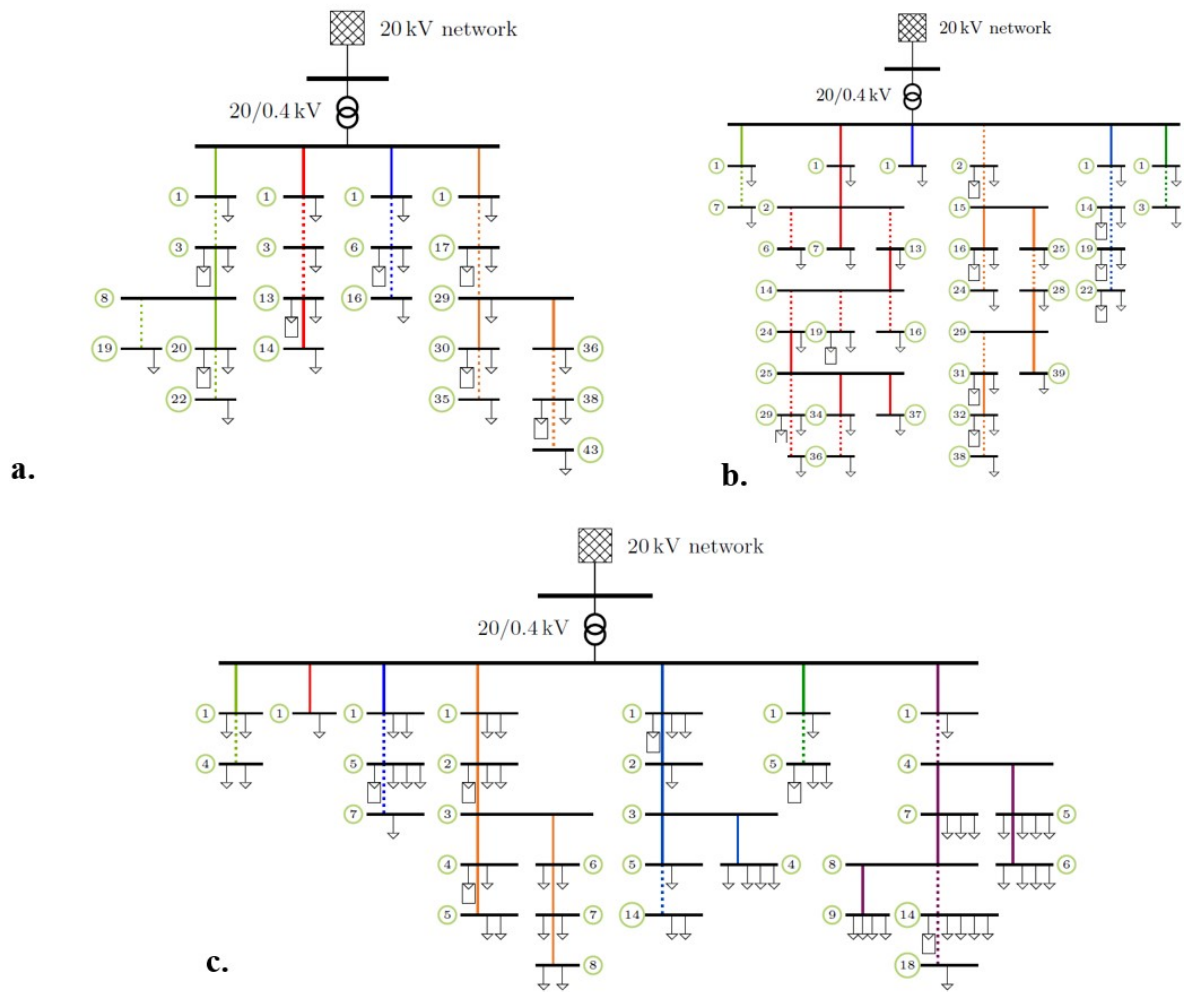 20 kV network
20/0.4 kV
1 1 1 1
3 3 6 17
8 13 16 29
19 20 14 30 36
22 35 38
43
a.
20 kV network
20/0.4 kV
1 1 1 2 1 1
7 2 15 14 3
6 7 13 16 25 19
14 24 28 22
24 19 16 29
25 31 39
29 34 37 32
36 38
b.
20 kV network
20/0.4 kV
1 1 1 1 1 1 1
4 5 2 2 5 4
7 3 3 7 5
4 6 5 4 8 6
5 7 14 9 14
8 18
c.